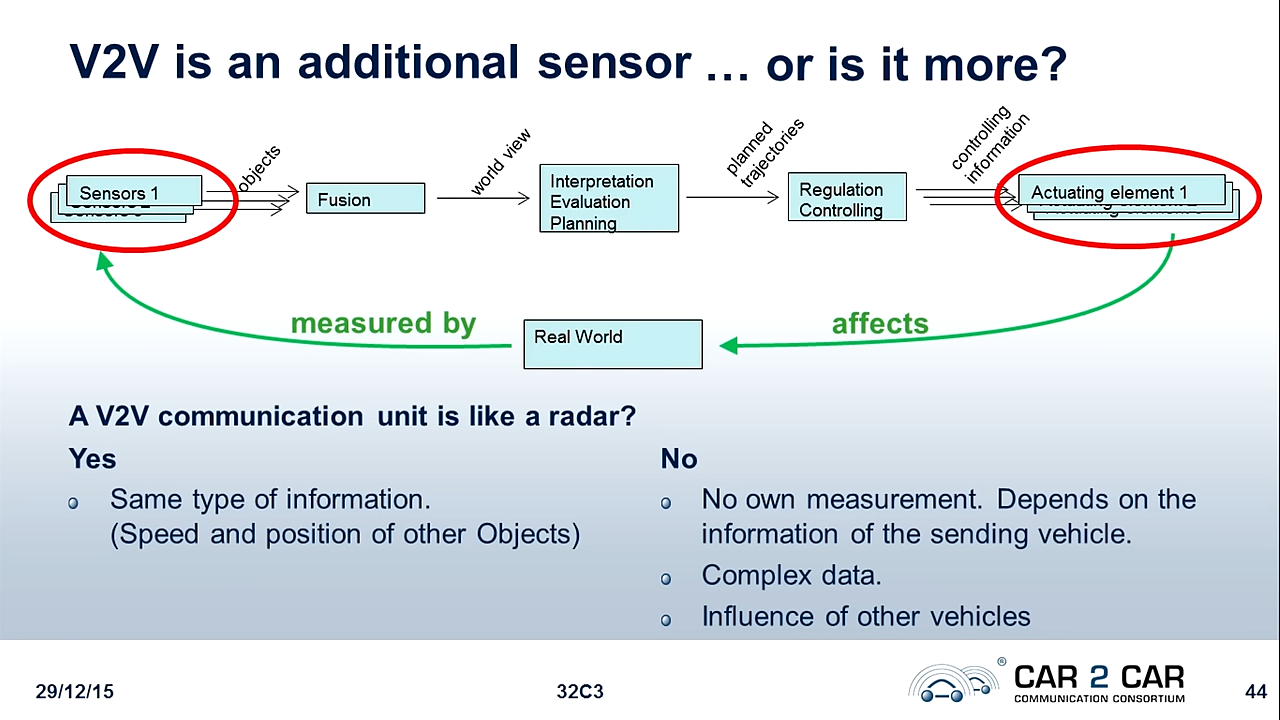 V2V is an additional sensor … or is it more?
objects
world view
planned
trajectories
controlling
information
Sensors 1
Fusion
Interpretation
Evaluation
Planning
Regulation
Controlling
Actuating element 1
measured by
Real World
affects
A V2V communication unit is like a radar?
Yes
Same type of information.
(Speed and position of other Objects)
No
No own measurement. Depends on the
information of the sending vehicle.
Complex data.
Influence of other vehicles
29/12/15
32C3
® CAR 2 CAR
COMMUNICATION CONSORTIUM
44